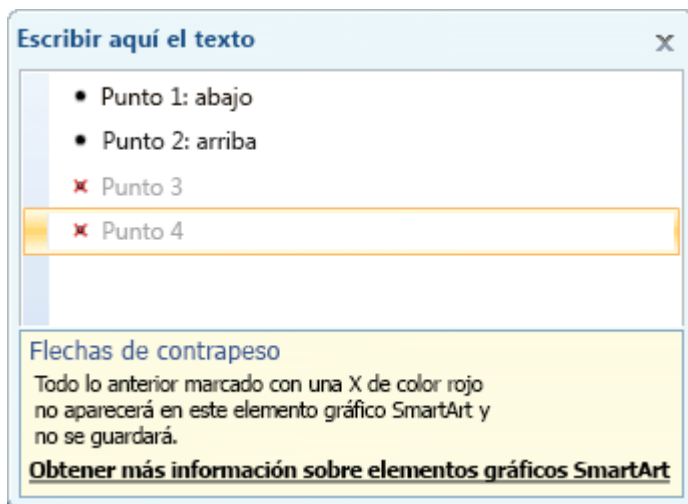 Escribir aquí el texto
Punto 1: abajo
Punto 2: arriba
Punto 3
Punto 4
Flechas de contrapeso
Todo lo anterior marcado con una X de color rojo
no aparecerá en este elemento gráfico SmartArt y
no se guardará.
Obtener más información sobre elementos gráficos SmartArt